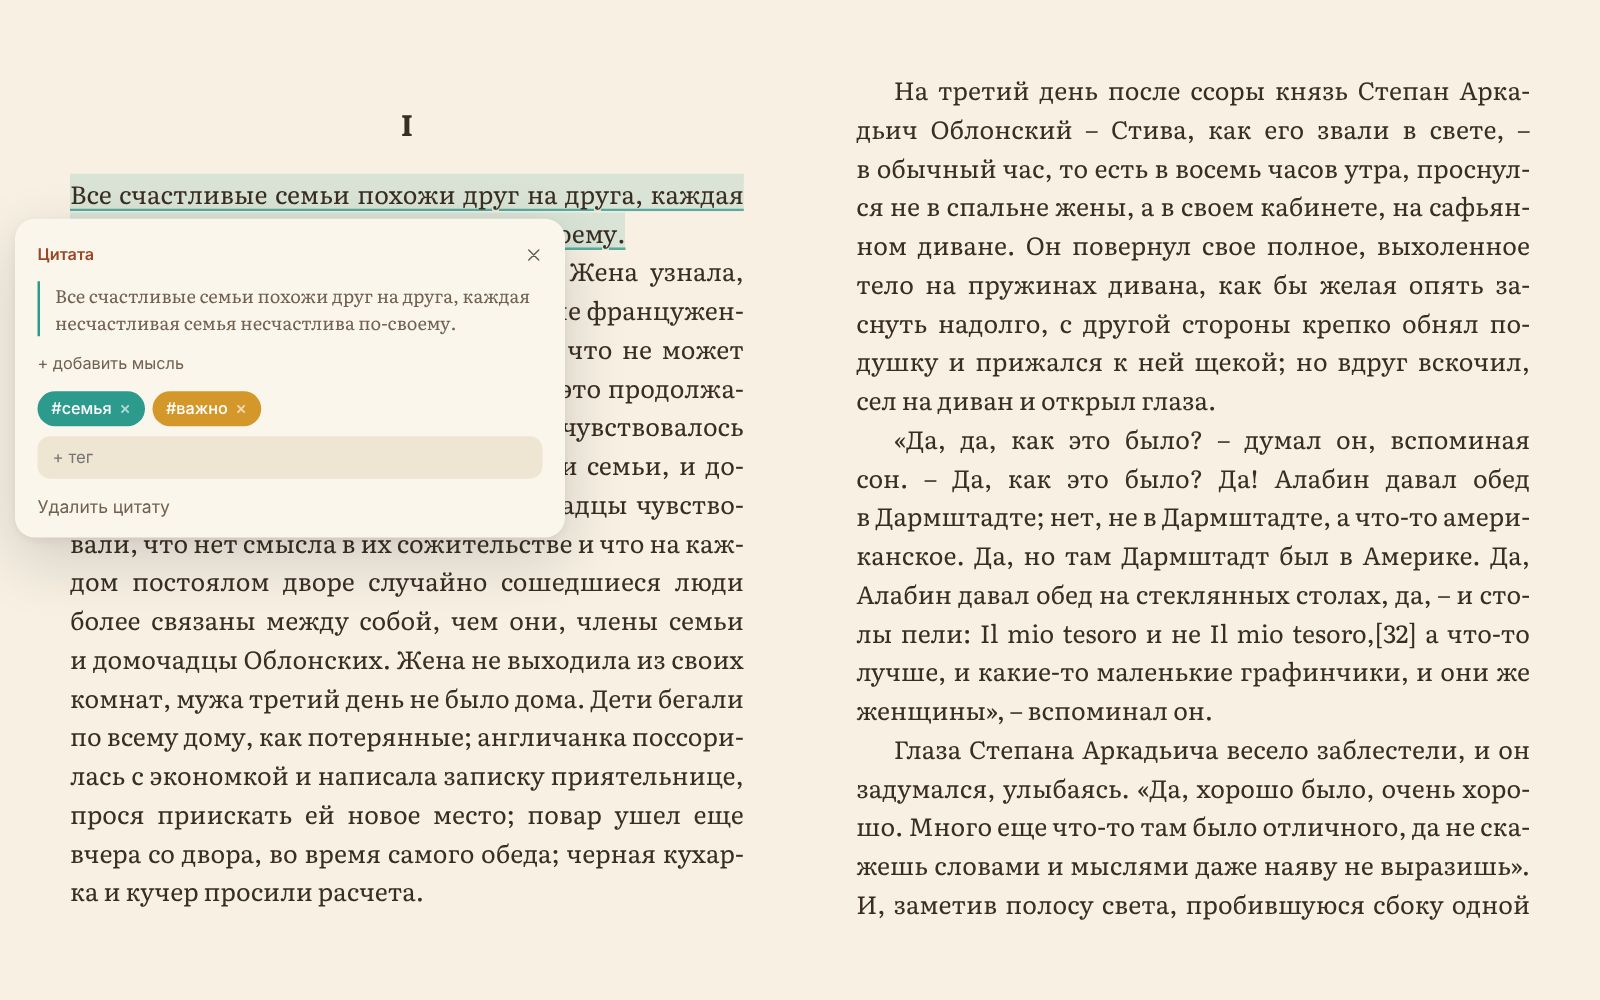 I
Все счастливые семьи похожи друг на друга, каждая
оему.
Цитата
Все счастливые семьи похожи друг на друга, каждая
несчастливая семья несчастлива по-своему.
+ добавить мысль
#семья ×
#важно ×
+ тег
Удалить цитату
Жена узнала,
е францужен-
что не может
это продолжа-
чувствовалось
и семьи, и до-
адцы чувство-
вали, что нет смысла в их сожительстве и что на каж-
дом постоялом дворе случайно сошедшиеся люди
более связаны между собой, чем они, члены семьи
и домочадцы Облонских. Жена не выходила из своих
комнат, мужа третий день не было дома. Дети бегали
по всему дому, как потерянные; англичанка поссори-
лась с экономкой и написала записку приятельнице,
прося приискать ей новое место; повар ушел еще
вчера со двора, во время самого обеда; черная кухар-
ка и кучер просили расчета.
На третий день после ссоры князь Степан Арка-
дьич Облонский – Стива, как его звали в свете, –
в обычный час, то есть в восемь часов утра, проснул-
ся не в спальне жены, а в своем кабинете, на сафьян-
ном диване. Он повернул свое полное, выхоленное
тело на пружинах дивана, как бы желая опять за-
снуть надолго, с другой стороны крепко обнял по-
душку и прижался к ней щекой; но вдруг вскочил,
сел на диван и открыл глаза.
«Да, да, как это было? – думал он, вспоминая
сон. – Да, как это было? Да! Алабин давал обед
в Дармштадте; нет, не в Дармштадте, а что-то амери-
канское. Да, но там Дармштадт был в Америке. Да,
Алабин давал обед на стеклянных столах, да, – и сто-
лы пели: Il mio tesoro и не Il mio tesoro,[32] а что-то
лучше, и какие-то маленькие графинчики, и они же
женщины», – вспоминал он.
Глаза Степана Аркадьича весело заблестели, и он
задумался, улыбаясь. «Да, хорошо было, очень хоро-
шо. Много еще что-то там было отличного, да не ска-
жешь словами и мыслями даже наяву не выразишь».
И, заметив полосу света, пробившуюся сбоку одной